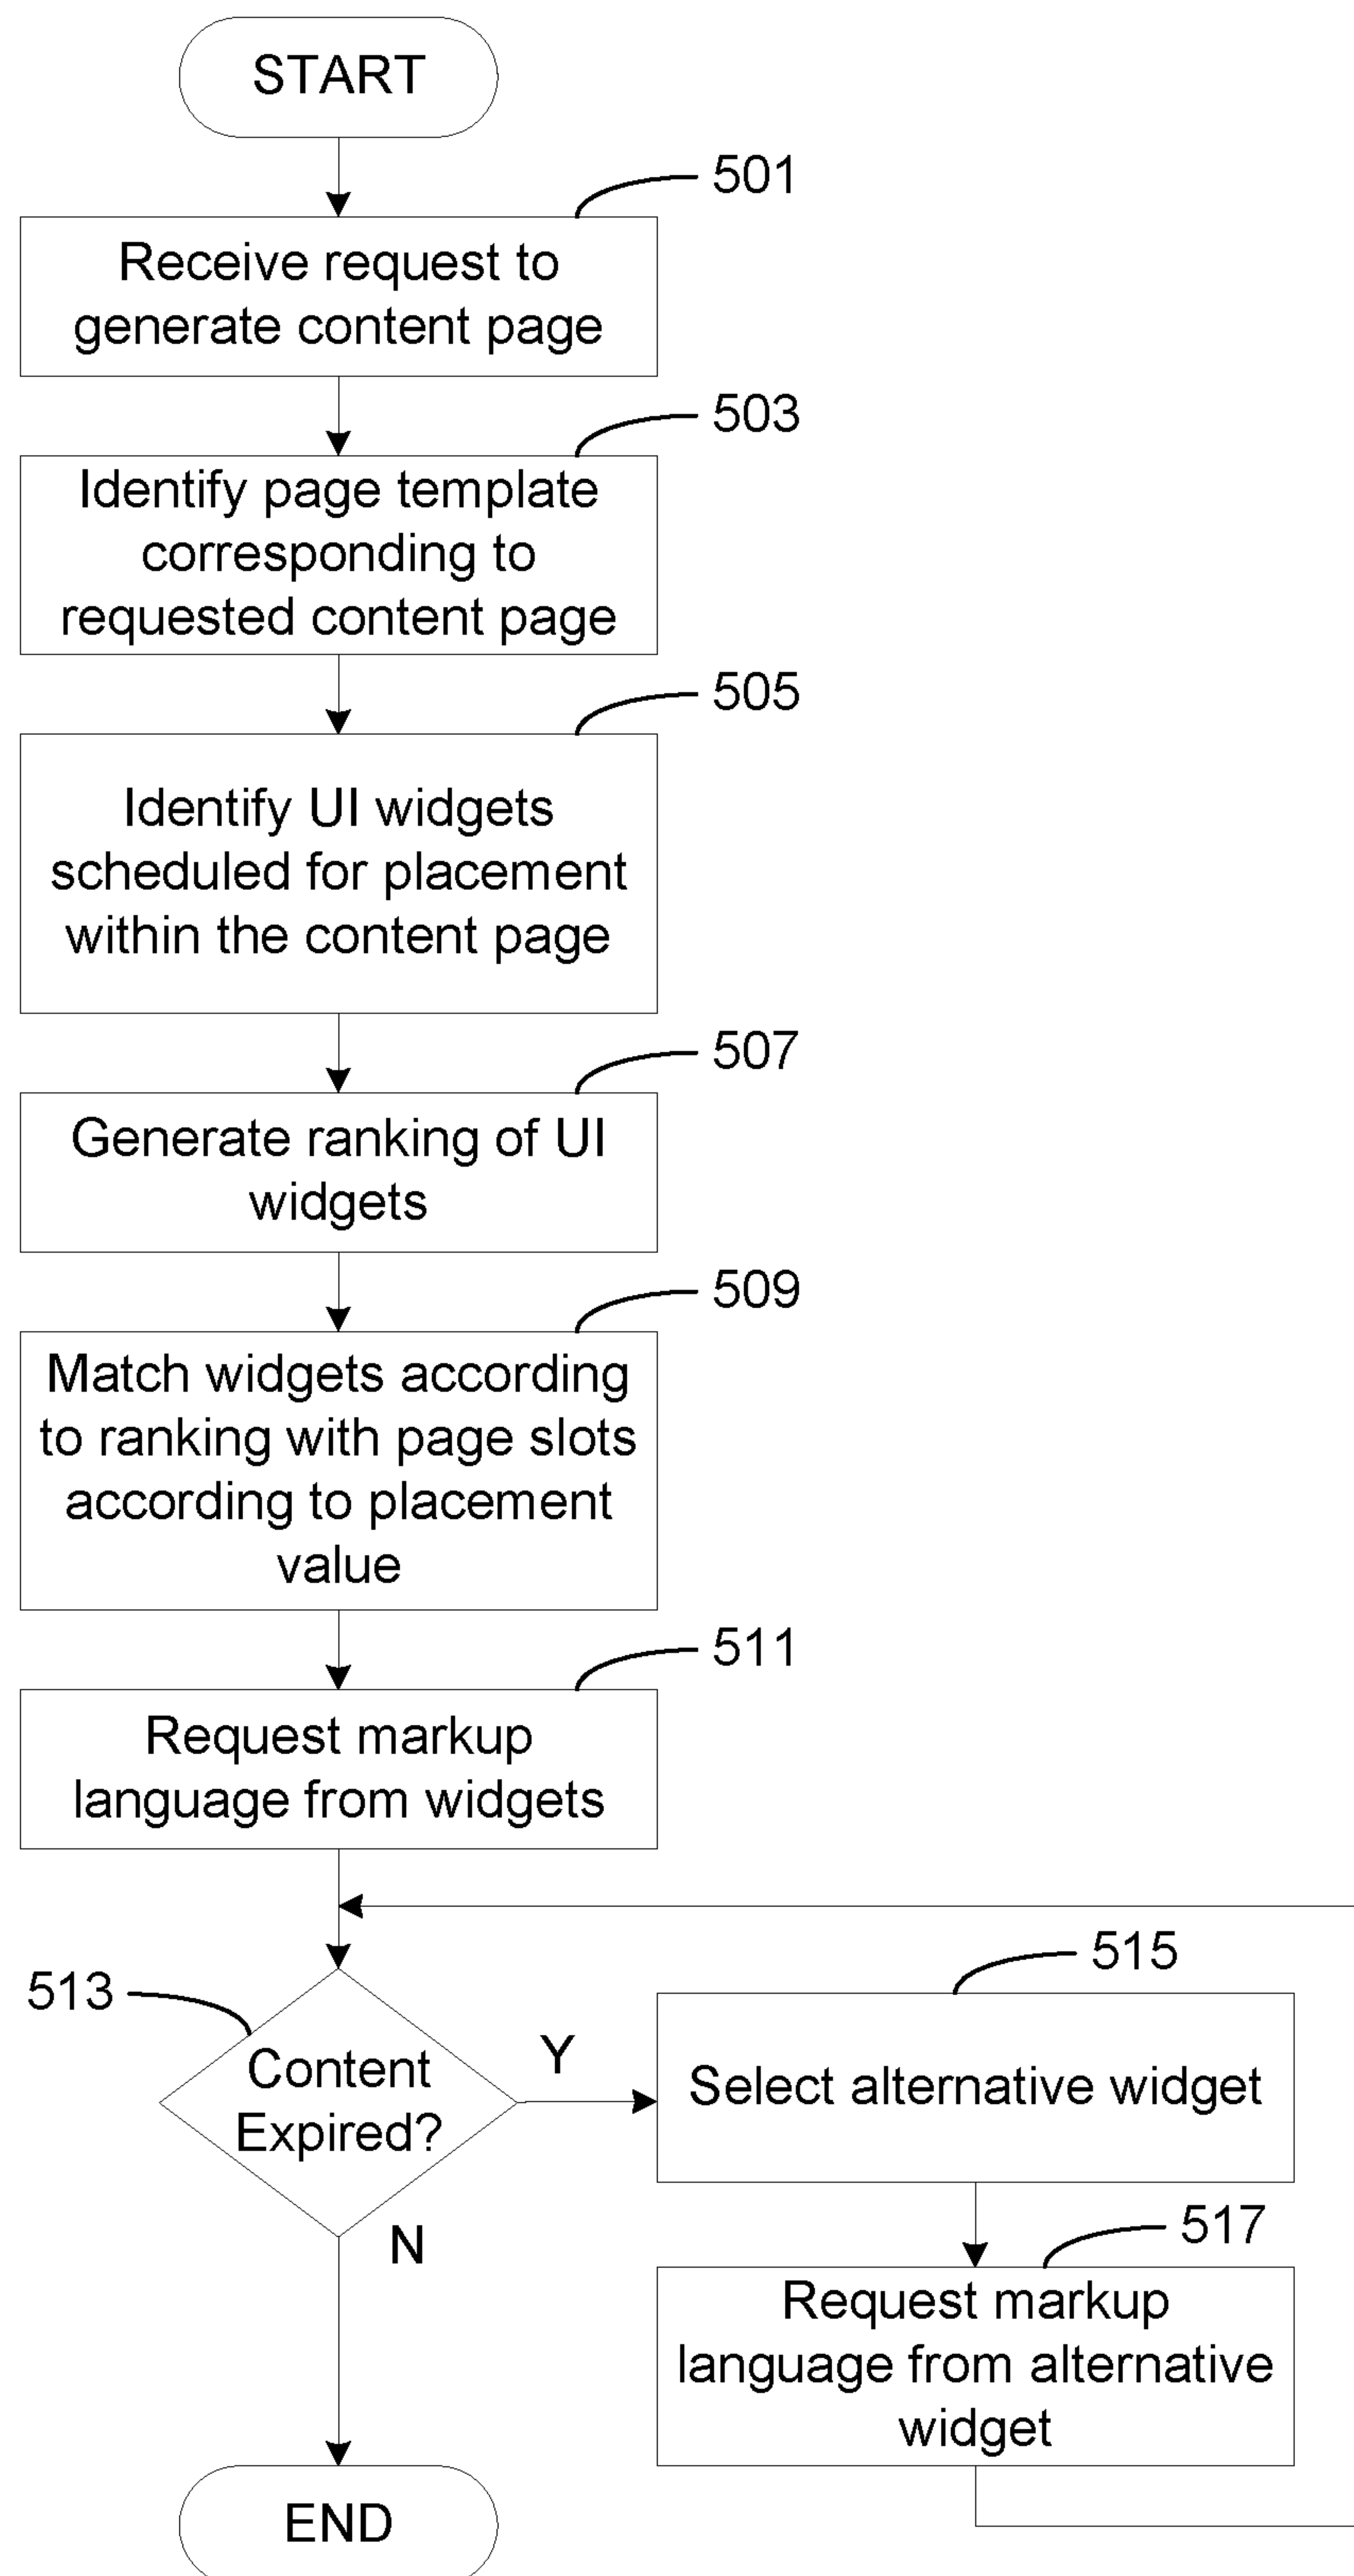 START
501
Receive request to
generate content page
503
Identify page template
corresponding to
requested content page
505
Identify UI widgets
scheduled for placement
within the content page
507
Generate ranking of UI
widgets
509
Match widgets according
to ranking with page slots
according to placement
value
511
Request markup
language from widgets
513
Content
Expired?
Y
N
515
Select alternative widget
517
Request markup
language from alternative
widget
END